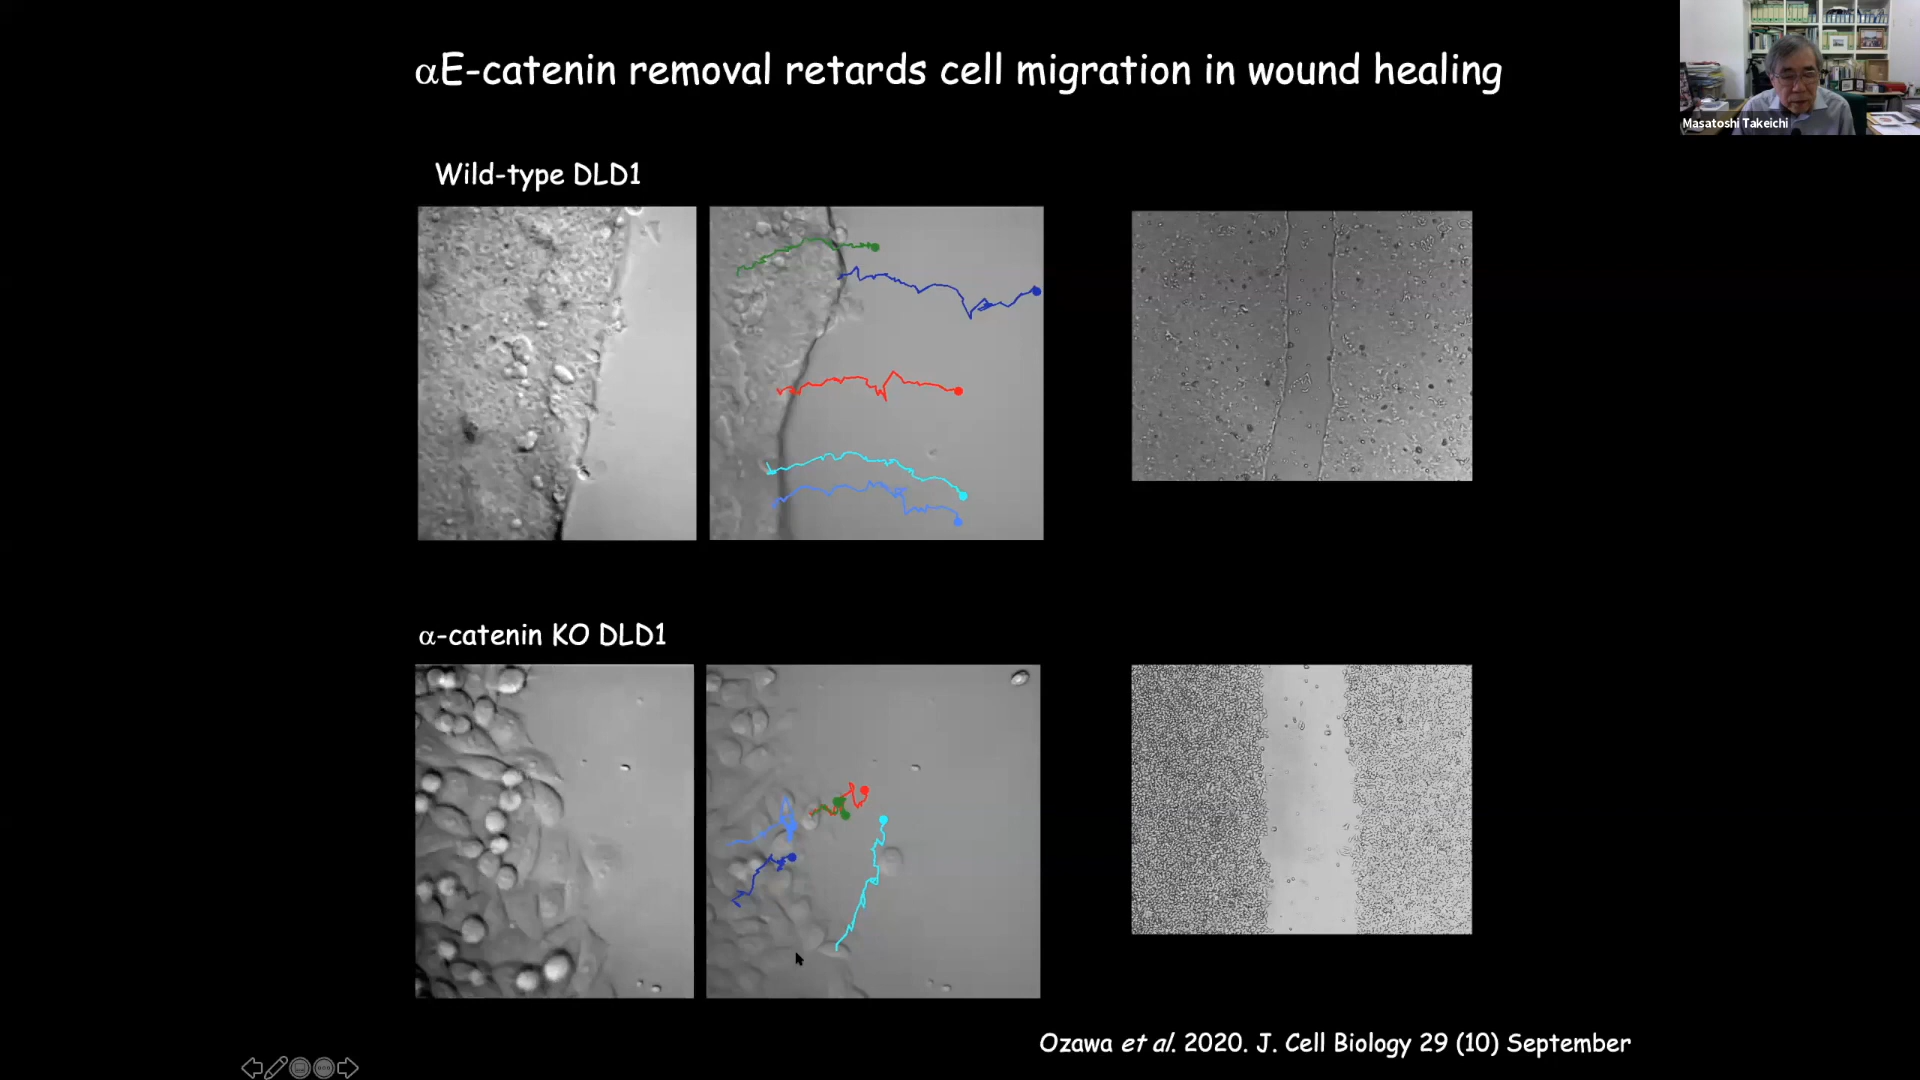 αE-catenin removal retards cell migration in wound healing
Masatoshi Takeichi
Wild-type DLD1
α-catenin KO DLD1
Ozawa et al. 2020. J. Cell Biology 29 (10) September